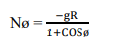 Nø = -gR / 1+COSø